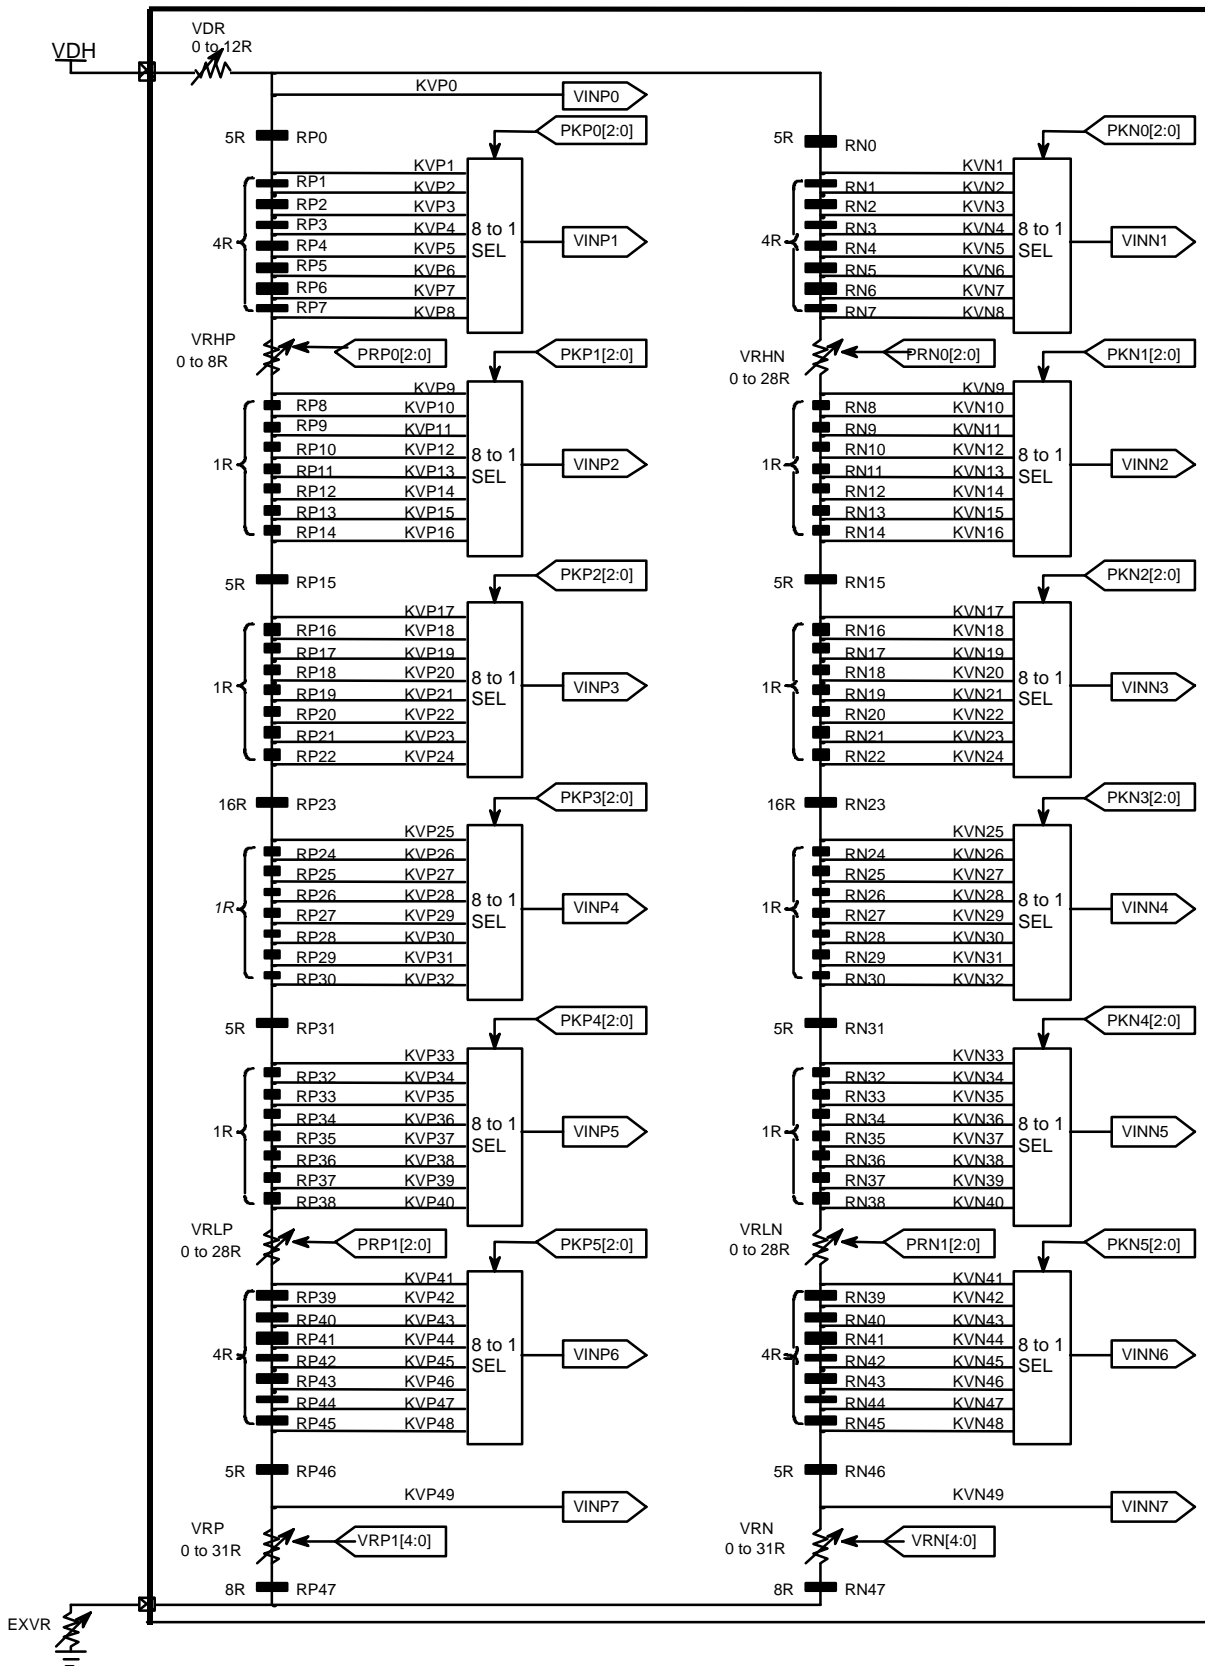 VDR
0 to 12R
VDH
KVP0
VINP0
5R RP0
PKP0[2:0]
KVP1
RP1 KVP2
RP2 KVP3
RP3 KVP4
RP4 KVP5
RP5 KVP6
RP6 KVP7
RP7 KVP8
4R
8 to 1
SEL
VINP1
VRHP
0 to 8R
PRP0[2:0]
PKP1[2:0]
KVP9
RP8 KVP10
RP9 KVP11
RP10 KVP12
RP11 KVP13
RP12 KVP14
RP13 KVP15
RP14 KVP16
1R
8 to 1
SEL
VINP2
5R RP15
PKP2[2:0]
KVP17
RP16 KVP18
RP17 KVP19
RP18 KVP20
RP19 KVP21
RP20 KVP22
RP21 KVP23
RP22 KVP24
1R
8 to 1
SEL
VINP3
16R RP23
PKP3[2:0]
KVP25
RP24 KVP26
RP25 KVP27
RP26 KVP28
RP27 KVP29
RP28 KVP30
RP29 KVP31
RP30 KVP32
1R
8 to 1
SEL
VINP4
5R RP31
PKP4[2:0]
KVP33
RP32 KVP34
RP33 KVP35
RP34 KVP36
RP35 KVP37
RP36 KVP38
RP37 KVP39
RP38 KVP40
1R
8 to 1
SEL
VINP5
VRLP
0 to 28R
PRP1[2:0]
PKP5[2:0]
KVP41
RP39 KVP42
RP40 KVP43
RP41 KVP44
RP42 KVP45
RP43 KVP46
RP44 KVP47
RP45 KVP48
4R
8 to 1
SEL
VINP6
5R RP46
KVP49
VINP7
VRP
0 to 31R
VRP1[4:0]
8R RP47
EXVR
5R RN0
PKN0[2:0]
KVN1
RN1 KVN2
RN2 KVN3
RN3 KVN4
RN4 KVN5
RN5 KVN6
RN6 KVN7
RN7 KVN8
4R
8 to 1
SEL
VINN1
VRHN
0 to 28R
PRN0[2:0]
PKN1[2:0]
KVN9
RN8 KVN10
RN9 KVN11
RN10 KVN12
RN11 KVN13
RN12 KVN14
RN13 KVN15
RN14 KVN16
1R
8 to 1
SEL
VINN2
5R RN15
PKN2[2:0]
KVN17
RN16 KVN18
RN17 KVN19
RN18 KVN20
RN19 KVN21
RN20 KVN22
RN21 KVN23
RN22 KVN24
1R
8 to 1
SEL
VINN3
16R RN23
PKN3[2:0]
KVN25
RN24 KVN26
RN25 KVN27
RN26 KVN28
RN27 KVN29
RN28 KVN30
RN29 KVN31
RN30 KVN32
1R
8 to 1
SEL
VINN4
5R RN31
PKN4[2:0]
KVN33
RN32 KVN34
RN33 KVN35
RN34 KVN36
RN35 KVN37
RN36 KVN38
RN37 KVN39
RN38 KVN40
1R
8 to 1
SEL
VINN5
VRLN
0 to 28R
PRN1[2:0]
PKN5[2:0]
KVN41
RN39 KVN42
RN40 KVN43
RN41 KVN44
RN42 KVN45
RN43 KVN46
RN44 KVN47
RN45 KVN48
4R
8 to 1
SEL
VINN6
5R RN46
KVN49
VINN7
VRN
0 to 31R
VRN[4:0]
8R RN47